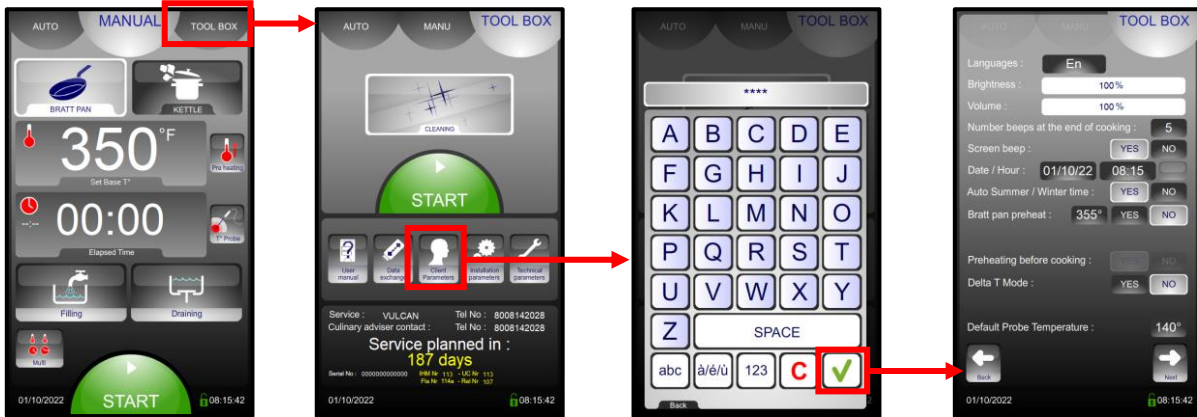 AUTO MANUAL TOOL BOX
BRATT PAN KETTLE
350°F
Set Base T°
Pre heating
--:--
00:00
Elapsed Time
T° Probe
Filling Draining
Multi
START
01/10/2022 08:15:42
AUTO MANU TOOL BOX
CLEANING
START
User manual
Data exchange
Client Parameters
Installation parameters
Technical parameters
Service : VULCAN Tel No : 8008142028
Culinary adviser contact : Tel No : 8008142028
Service planned in :
187 days
Serial No : 0000000000000 IHM Nr 113 - UC Nr 113
Fla Nr 114a - Rel Nr 107
01/10/2022 08:15:42
AUTO MANU TOOL BOX
****
A B C D E
F G H I J
K L M N O
P Q R S T
U V W X Y
Z SPACE
abc à/é/ù 123 C
Back
2
AUTO MANU TOOL BOX
Languages : En
Brightness : 100%
Volume : 100%
Number beeps at the end of cooking : 5
Screen beep : YES NO
Date / Hour : 01/10/22 08:15
Auto Summer / Winter time : YES NO
Bratt pan preheat : 355° YES NO
Preheating before cooking : YES NO
Delta T Mode : YES NO
Default Probe Temperature : 140°
Back Next
01/10/2022 08:15:42